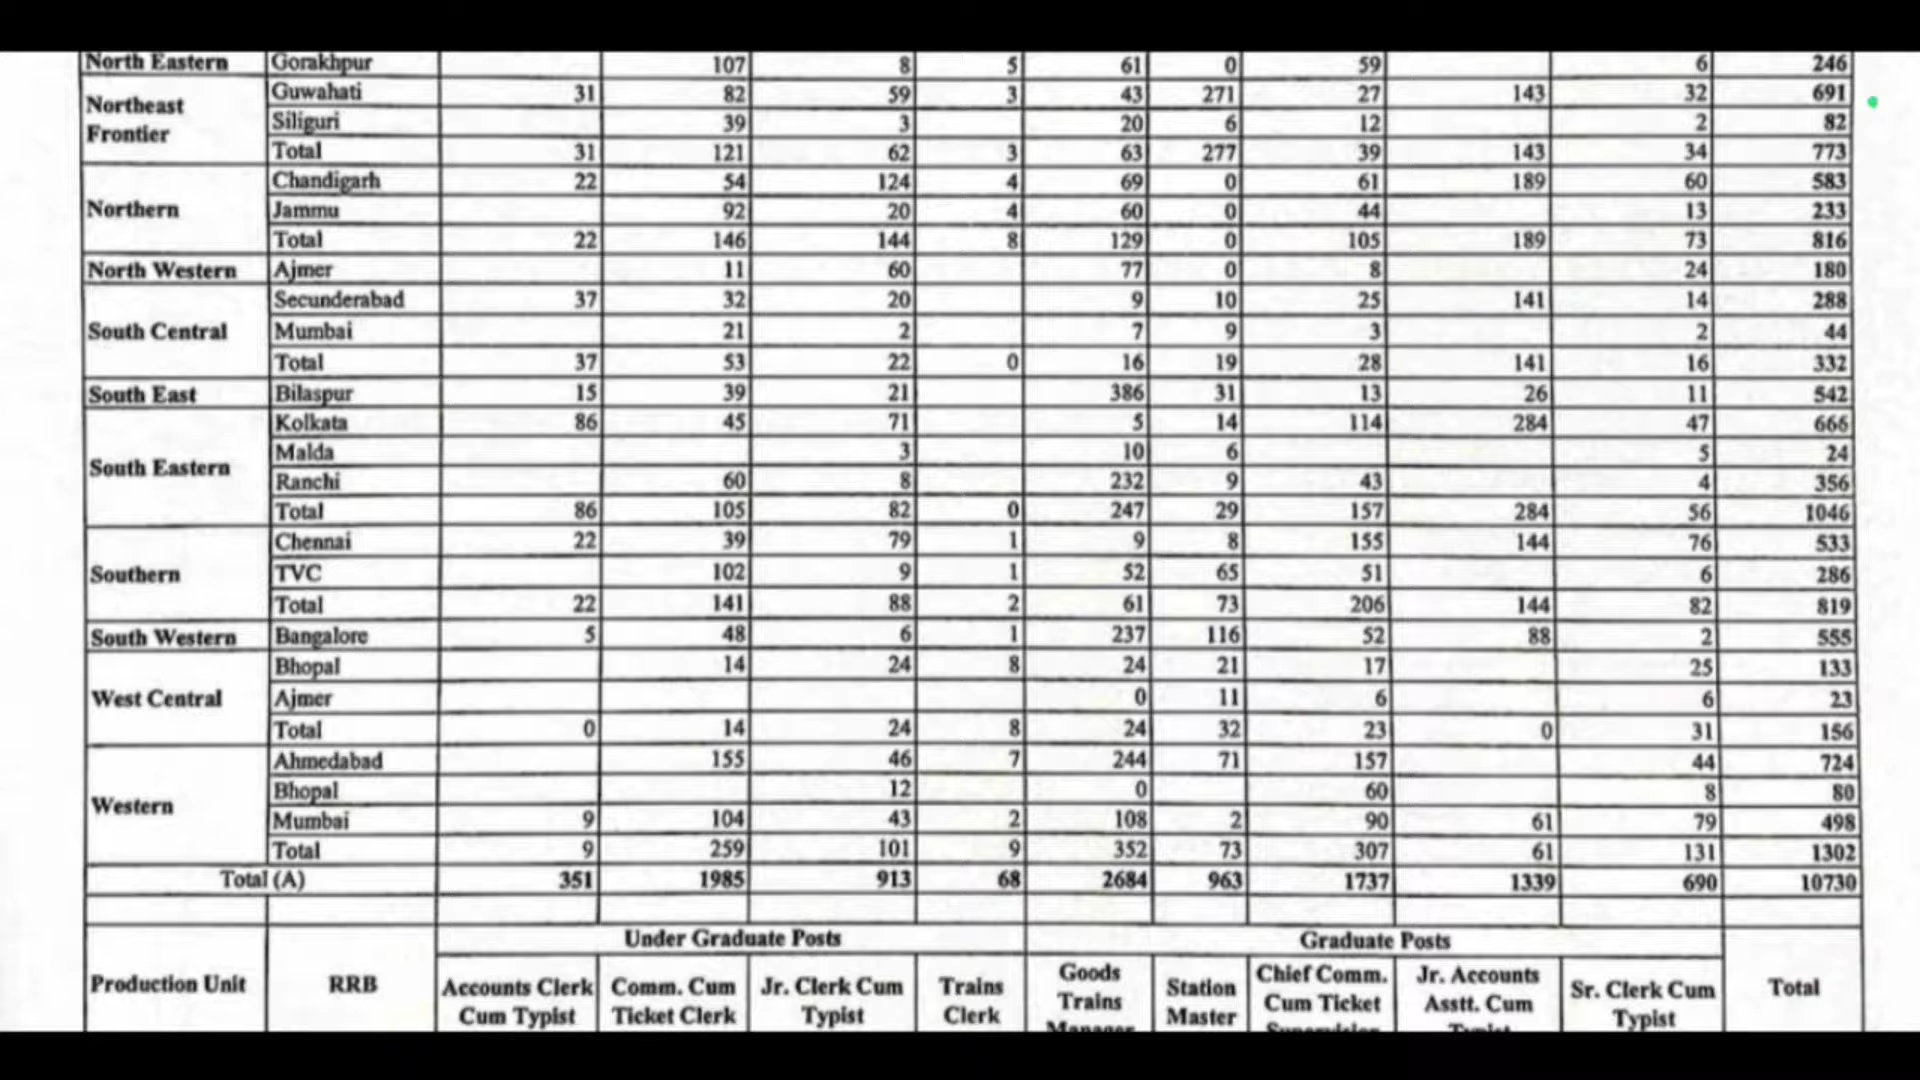 North Eastern Gorakhpur 107 8 5 61 0 59 6 246
Northeast Frontier Guwahati 31 82 59 3 43 271 27 143 32 691
Siliguri 39 3 20 6 12 2 82
Total 31 121 62 3 63 277 39 143 34 773
Northern Chandigarh 22 54 124 4 69 0 61 189 60 583
Jammu 92 20 4 60 0 44 13 233
Total 22 146 144 8 129 0 105 189 73 816
North Western Ajmer 11 60 77 0 8 24 180
South Central Secunderabad 37 32 20 9 10 25 141 14 288
Mumbai 21 2 7 9 3 2 44
Total 37 53 22 0 16 19 28 141 16 332
South East Bilaspur 15 39 21 386 31 13 26 11 542
South Eastern Kolkata 86 45 71 5 14 114 284 47 666
Malda 3 10 6 5 24
Ranchi 60 8 232 9 43 4 356
Total 86 105 82 0 247 29 157 284 56 1046
Southern Chennai 22 39 79 1 9 8 155 144 76 533
TVC 102 9 1 52 65 51 6 286
Total 22 141 88 2 61 73 206 144 82 819
South Western Bangalore 5 48 6 1 237 116 52 88 2 555
West Central Bhopal 14 24 8 24 21 17 25 133
Ajmer 0 11 6 6 23
Total 0 14 24 8 24 32 23 0 31 156
Western Ahmedabad 155 46 7 244 71 157 44 724
Bhopal 12 0 60 8 80
Mumbai 9 104 43 2 108 2 90 61 79 498
Total 9 259 101 9 352 73 307 61 131 1302
Total (A) 351 1985 913 68 2684 963 1737 1339 690 10730
Under Graduate Posts Graduate Posts
Production Unit RRB Accounts Clerk Cum Typist Comm. Cum Ticket Clerk Jr. Clerk Cum Typist Trains Clerk Goods Trains Manager Station Master Chief Comm. Cum Ticket Jr. Accounts Asstt. Cum Typist Sr. Clerk Cum Typist Total